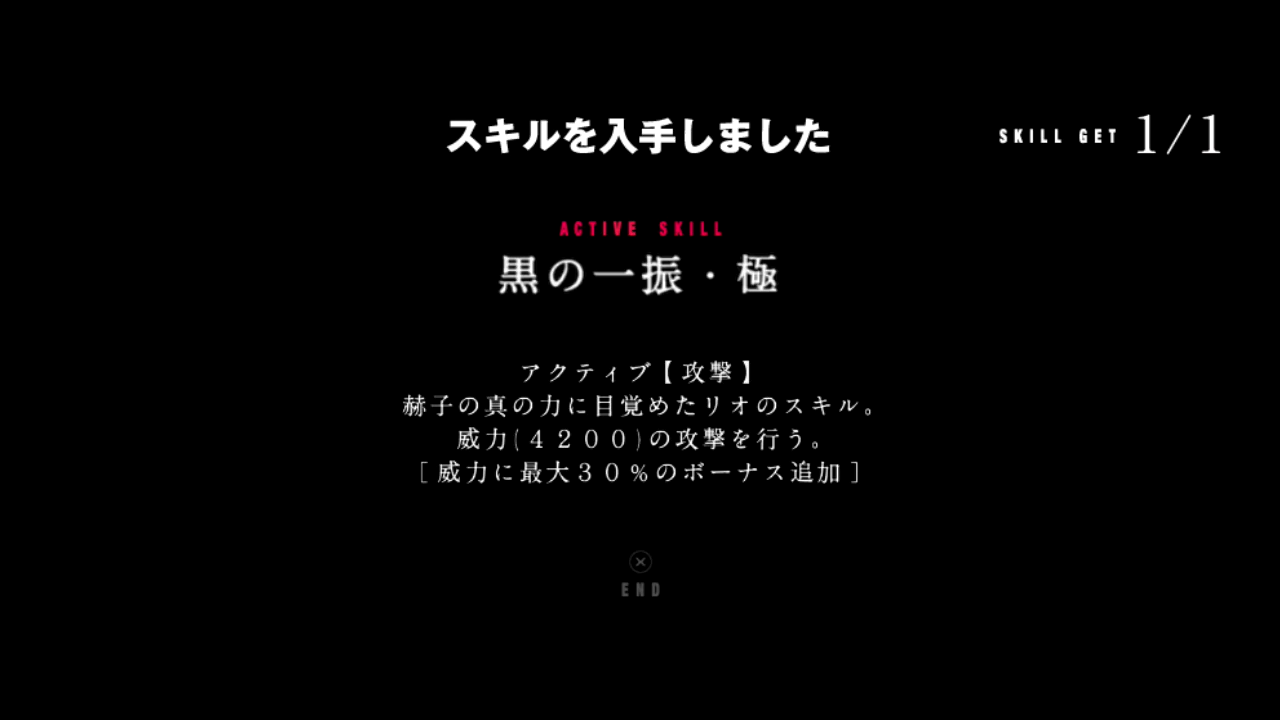 スキルを入手しました
SKILL GET 1/1
ACTIVE SKILL
黒の一振・極
アクティブ【攻撃】
赫子の真の力に目覚めたリオのスキル。
威力(4200)の攻撃を行う。
[威力に最大30%のボーナス追加]
END